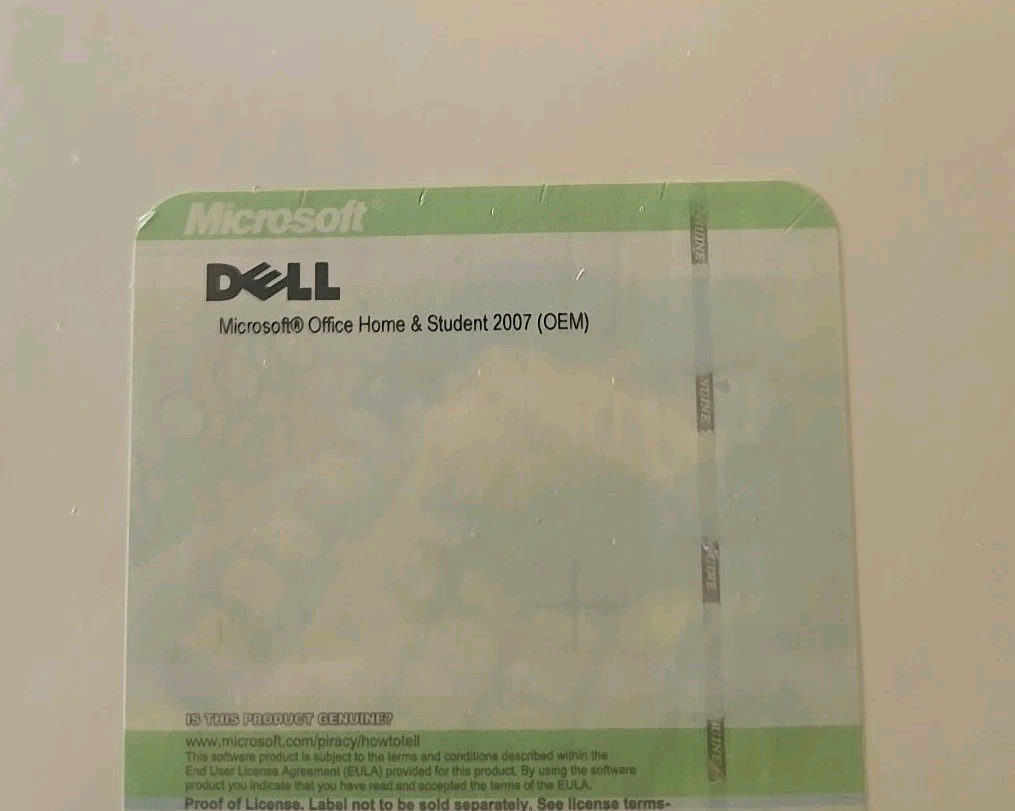 Microsoft®
DELL
Microsoft® Office Home & Student 2007 (OEM)
NUINE
NUINE
IS THIS PRODUCT GENUINE?
www.microsoft.com/piracy/howtotell
This software product is subject to the terms and conditions described within the
End User License Agreement (EULA) provided for this product. By using the software
product you indicate that you have read and accepted the terms of the EULA.
Proof of License. Label not to be sold separately. See license terms-